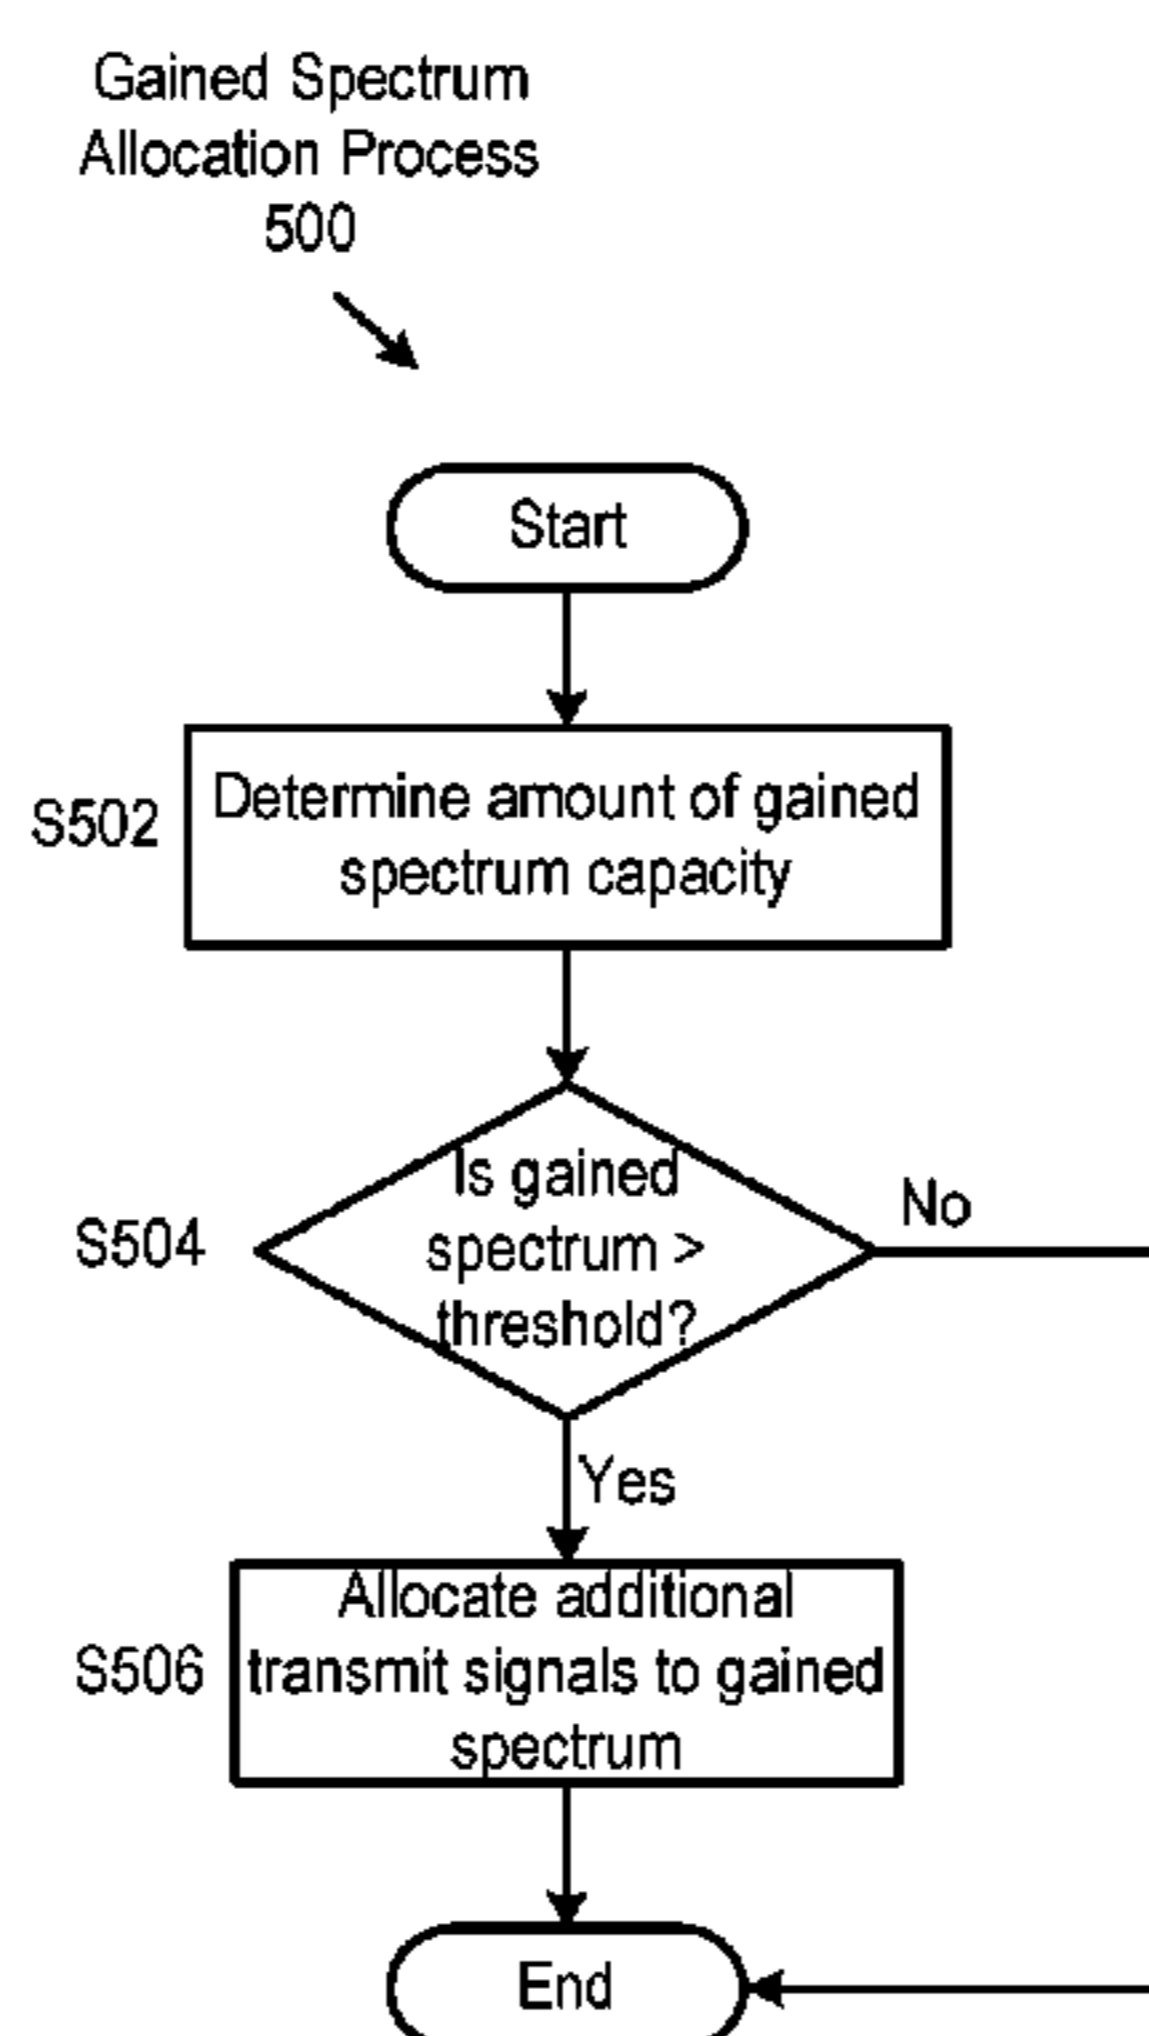 Gained Spectrum
Allocation Process
500
Start
S502
Determine amount of gained
spectrum capacity
S504
Is gained
spectrum >
threshold?
No
Yes
S506
Allocate additional
transmit signals to gained
spectrum
End